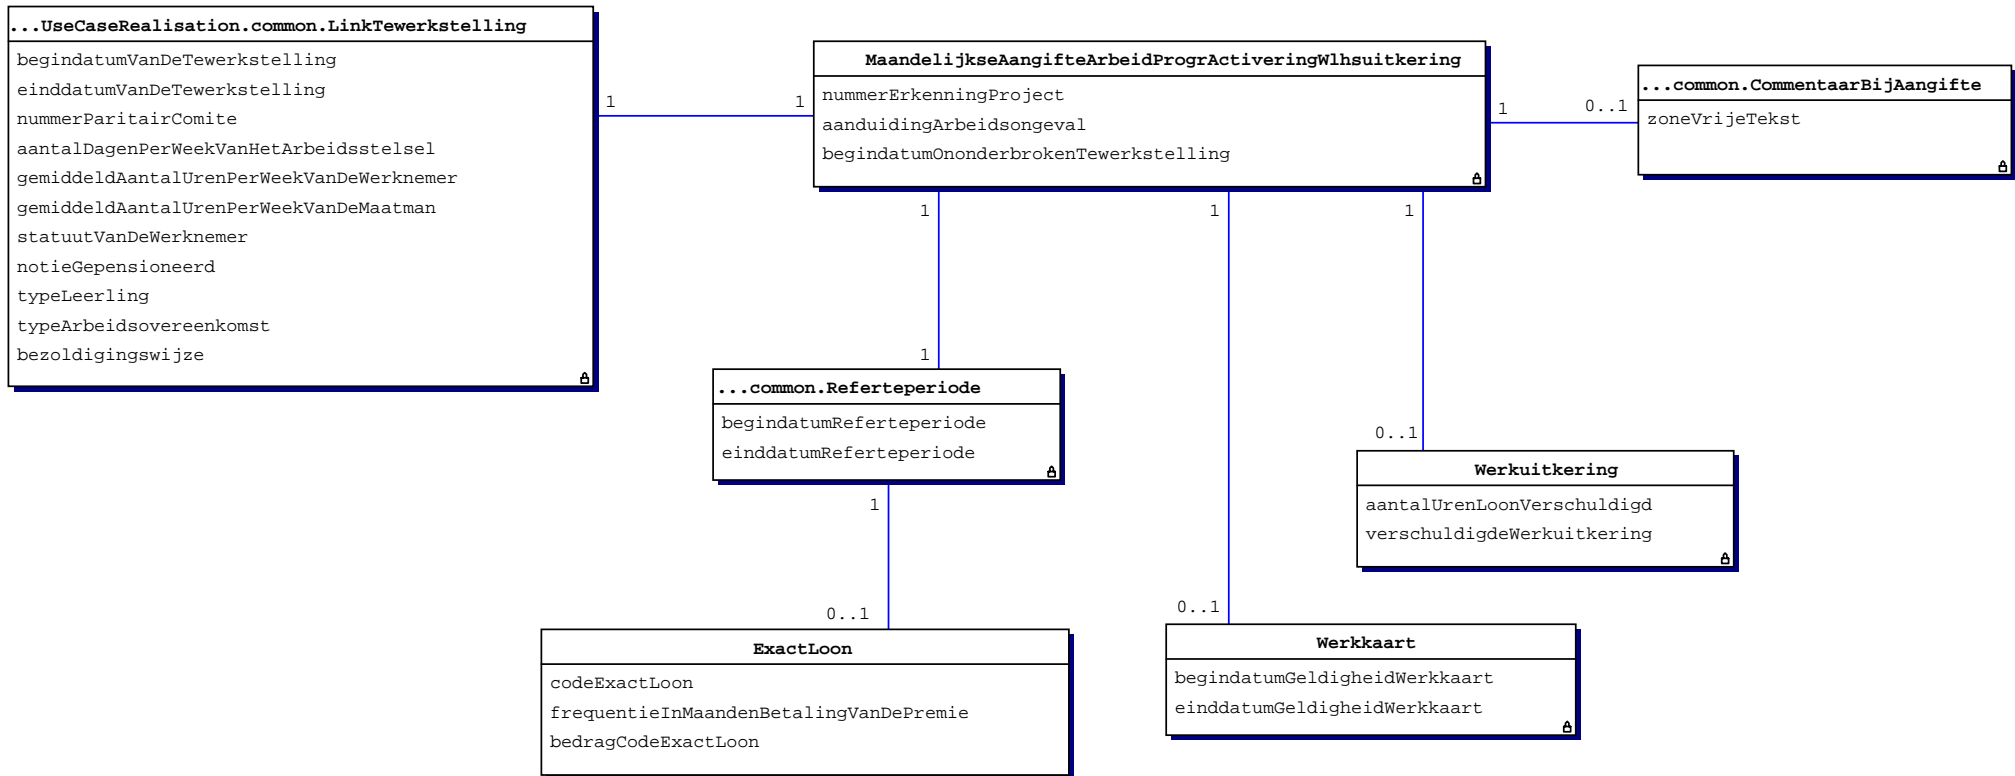 ...UseCaseRealisation.common.LinkTewerkstelling
begindatumVanDeTewerkstelling
einddatumVanDeTewerkstelling
nummerParitairComite
aantalDagenPerWeekVanHetArbeidsstelsel
gemiddeldAantalUrenPerWeekVanDeWerknemer
gemiddeldAantalUrenPerWeekVanDeMaatman
statuutVanDeWerknemer
notieGepensioneerd
typeLeerling
typeArbeidsovereenkomst
bezoldigingswijze
1
1
MaandelijkseAangifteArbeidProgrActiveringWlhsuitkering
nummerErkenningProject
aanduidingArbeidsongeval
begindatumOnonderbrokenTewerkstelling
1
0..1
...common.CommentaarBijAangifte
zoneVrijeTekst
1
1
1
1
...common.Referteperiode
begindatumReferteperiode
einddatumReferteperiode
0..1
Werkuitkering
aantalUrenLoonVerschuldigd
verschuldigdeWerkuitkering
1
0..1
ExactLoon
codeExactLoon
frequentieInMaandenBetalingVanDePremie
bedragCodeExactLoon
0..1
Werkkaart
begindatumGeldigheidWerkkaart
einddatumGeldigheidWerkkaart